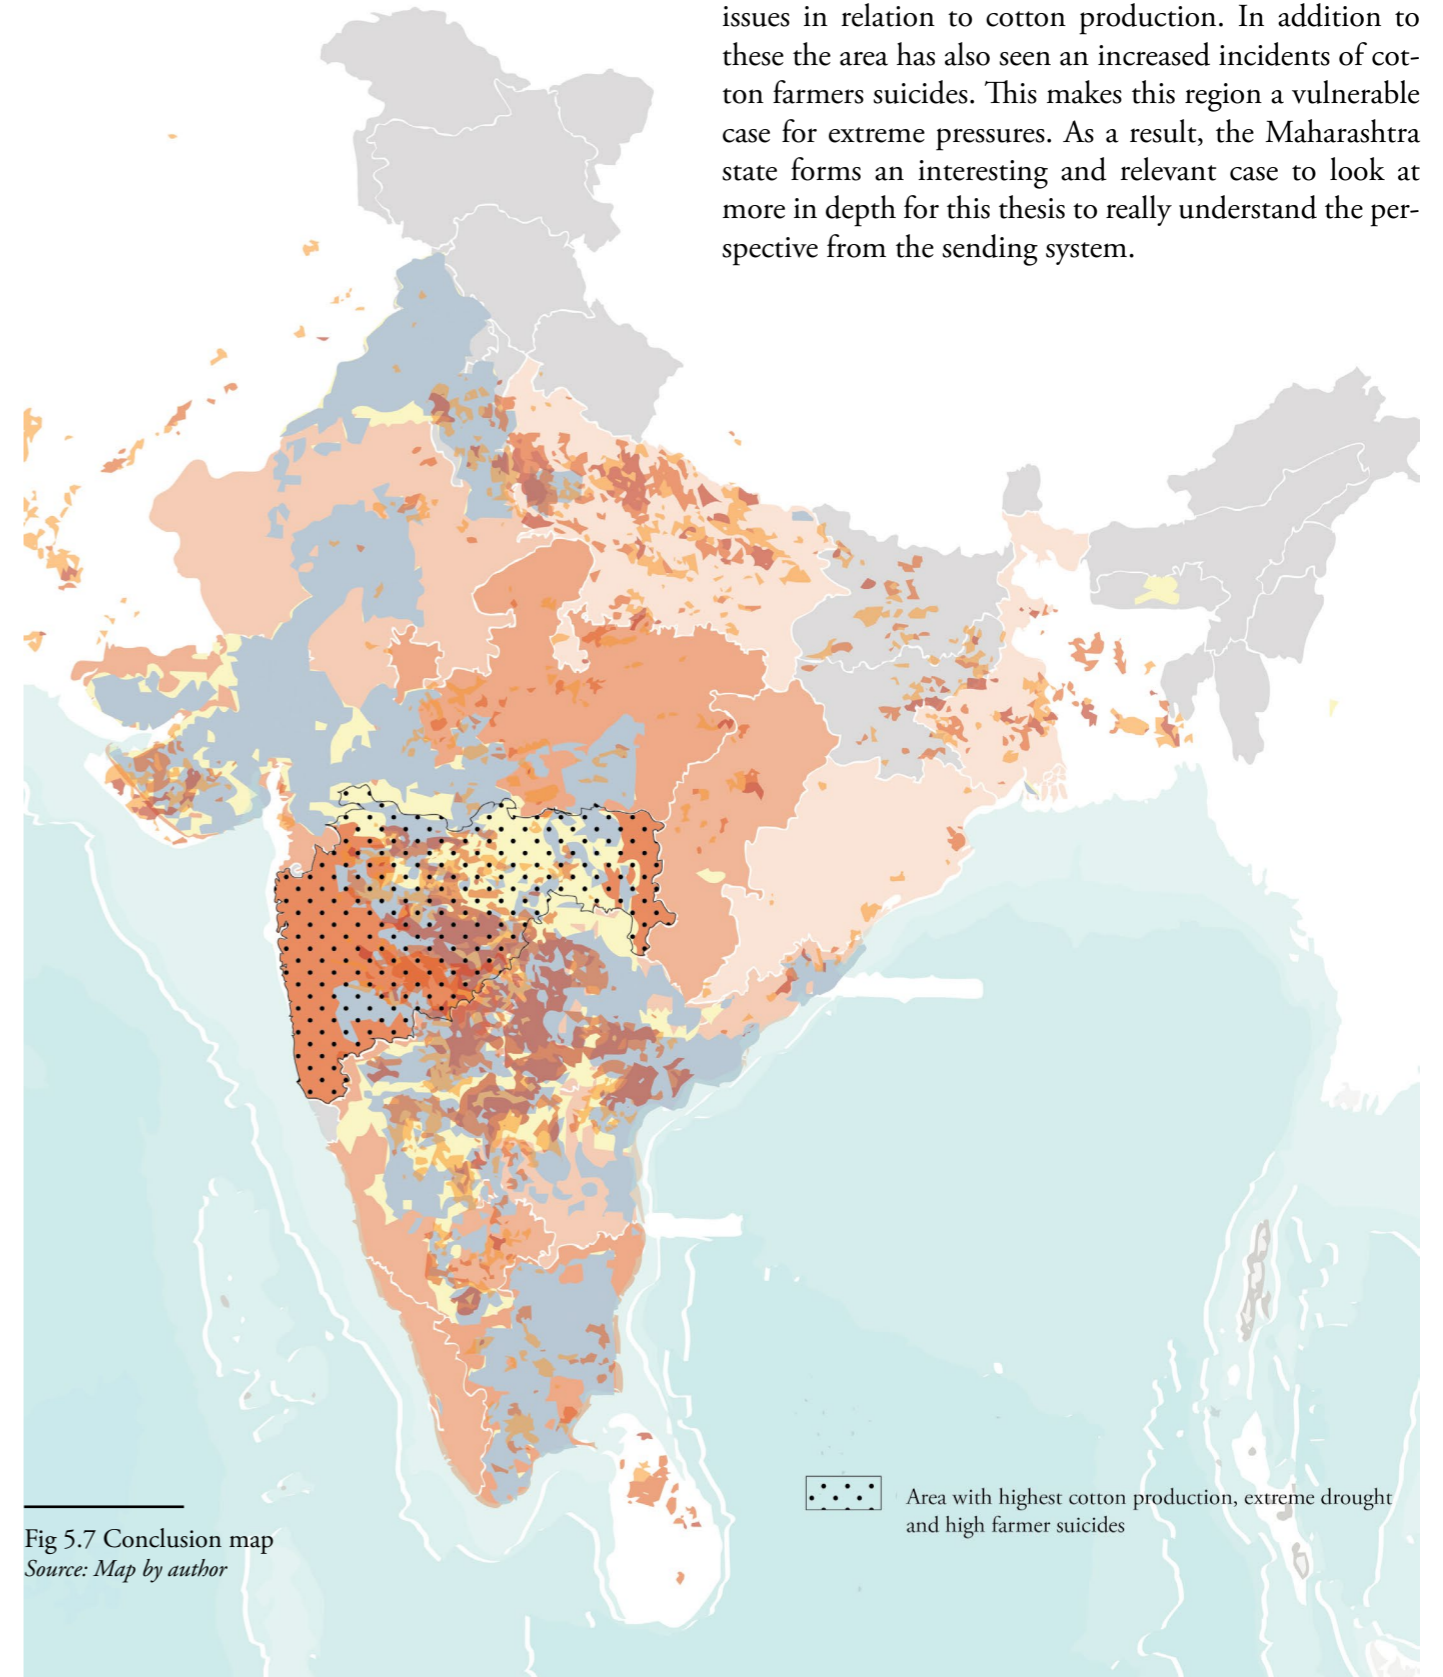 issues in relation to cotton production. In addition to
these the area has also seen an increased incidents of cot-
ton farmers suicides. This makes this region a vulnerable
case for extreme pressures. As a result, the Maharashtra
state forms an interesting and relevant case to look at
more in depth for this thesis to really understand the per-
spective from the sending system.
Area with highest cotton production, extreme drought
and high farmer suicides
Fig 5.7 Conclusion map
Source: Map by author